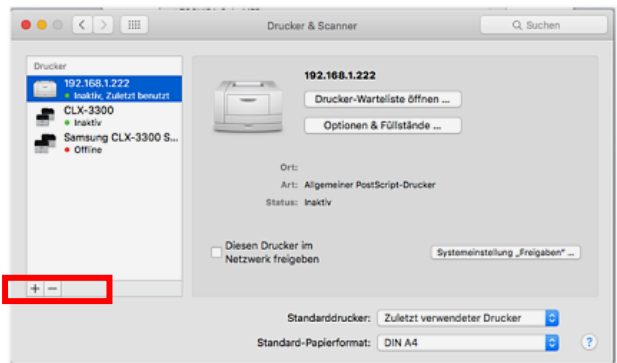 Drucker & Scanner
Suchen
Drucker
192.168.1.222
Inaktiv, Zuletzt benutzt
CLX-3300
Inaktiv
Samsung CLX-3300 S...
Offline
192.168.1.222
Drucker-Warteliste öffnen ...
Optionen & Füllstände ...
Ort:
Art: Allgemeiner PostScript-Drucker
Status: Inaktiv
Diesen Drucker im
Netzwerk freigeben
Systemeinstellung „Freigaben“ ...
+ −
Standarddrucker: Zuletzt verwendeter Drucker
Standard-Papierformat: DIN A4
?